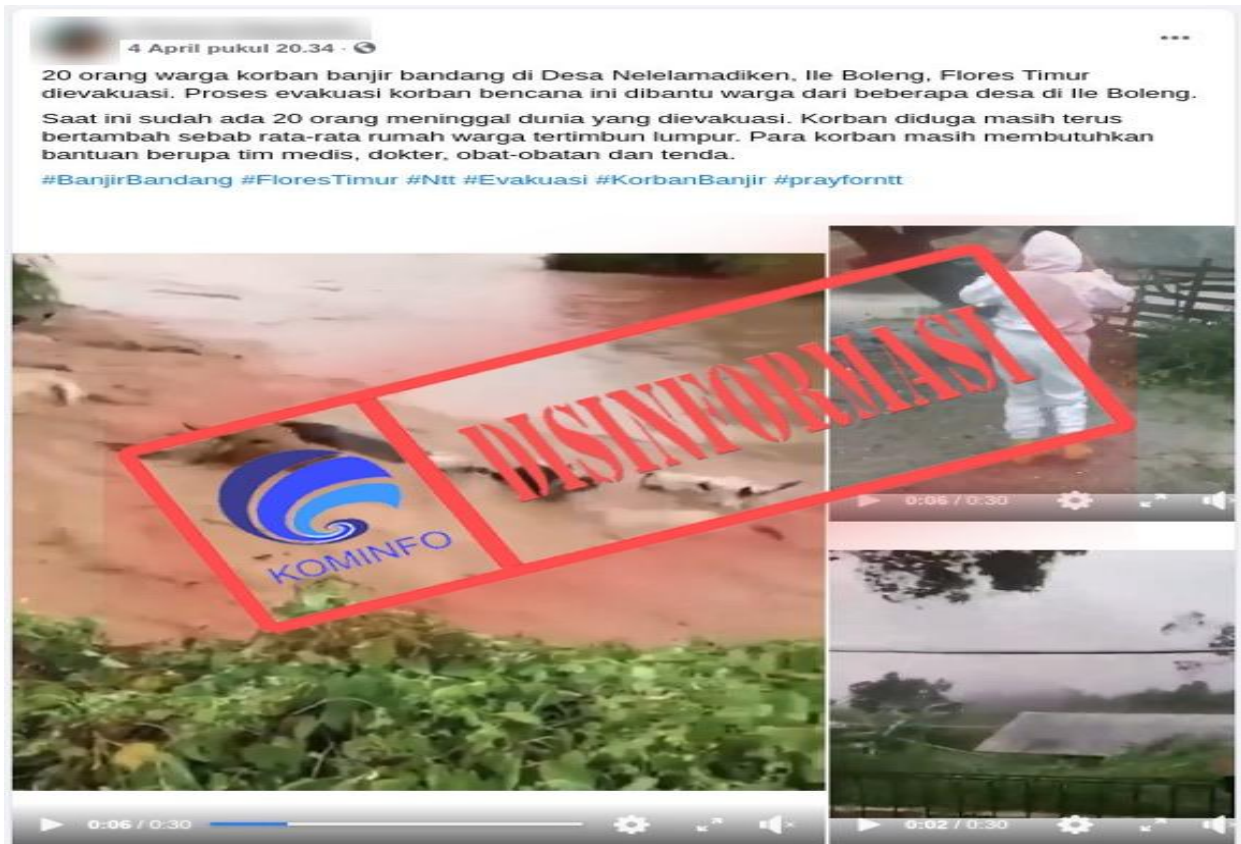 4 April pukul 20.34 ·
20 orang warga korban banjir bandang di Desa Nelelamadiken, Ile Boleng, Flores Timur
dievakuasi. Proses evakuasi korban bencana ini dibantu warga dari beberapa desa di Ile Boleng.
Saat ini sudah ada 20 orang meninggal dunia yang dievakuasi. Korban diduga masih terus
bertambah sebab rata-rata rumah warga tertimbun lumpur. Para korban masih membutuhkan
bantuan berupa tim medis, dokter, obat-obatan dan tenda.
#BanjirBandang #FloresTimur #Ntt #Evakuasi #KorbanBanjir #prayforntt
DISINFORMASI
KOMINFO
0:06 / 0:30
0:06 / 0:30
0:02 / 0:30